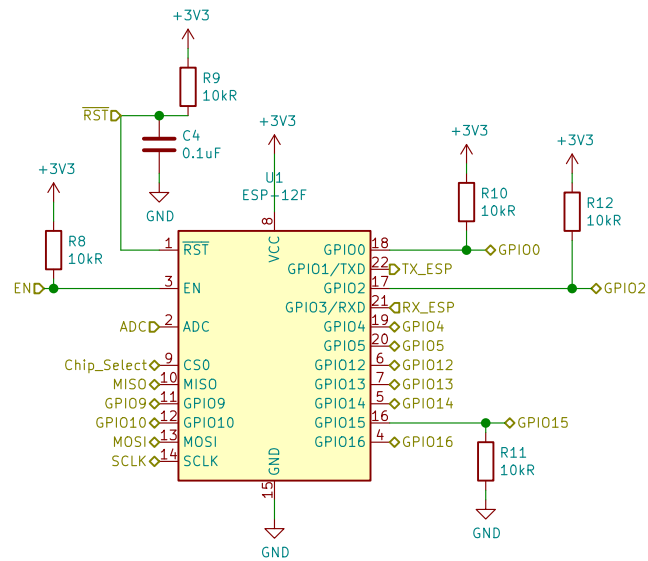 +3V3
R9
10kR
RST
C4
0.1uF
GND
+3V3
U1
ESP-12F
+3V3
R10
10kR
+3V3
R12
10kR
+3V3
R8
10kR
EN
8
VCC
1
RST
3
EN
ADC
2
ADC
Chip_Select
9
CS0
MISO
10
MISO
GPIO9
11
GPIO9
GPIO10
12
GPIO10
MOSI
13
MOSI
SCLK
14
SCLK
GPIO0
18
GPIO0
GPIO1/TXD
22
TX_ESP
GPIO2
17
GPIO2
GPIO3/RXD
21
RX_ESP
GPIO4
19
GPIO4
GPIO5
20
GPIO5
GPIO12
6
GPIO12
GPIO13
7
GPIO13
GPIO14
5
GPIO14
GPIO15
16
GPIO15
GPIO16
4
GPIO16
R11
10kR
GND
GND
15
GND